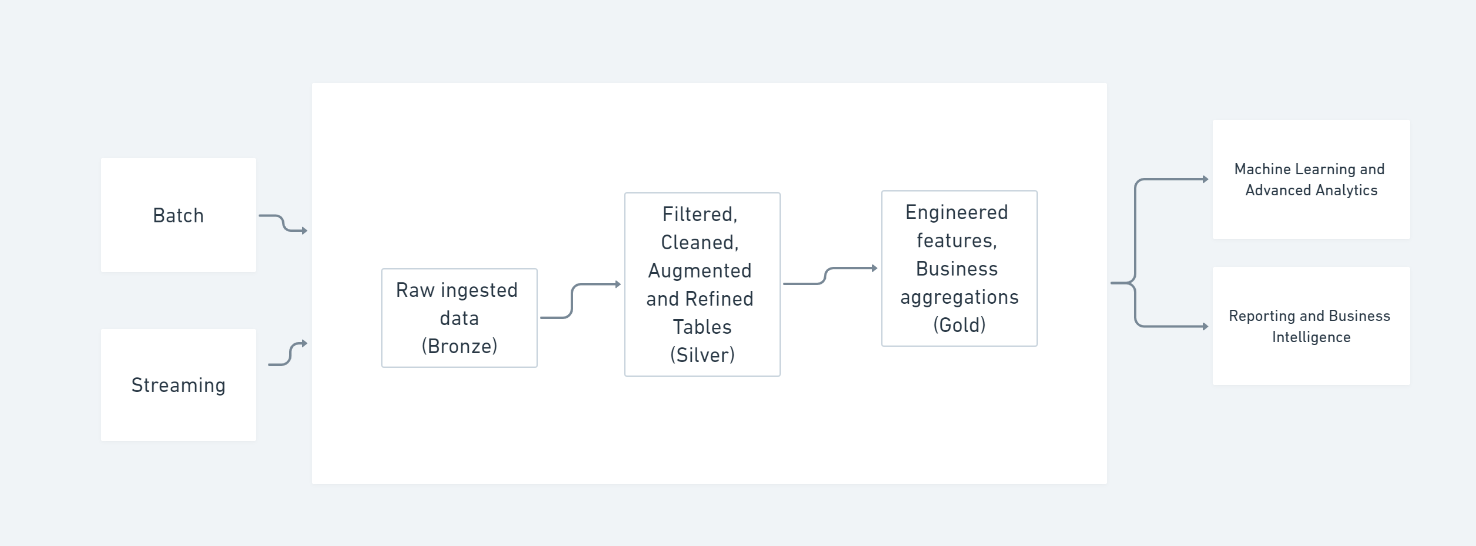 Batch
Streaming
Raw ingested
data
(Bronze)
Filtered,
Cleaned,
Augmented
and Refined
Tables
(Silver)
Engineered
features,
Business
aggregations
(Gold)
Machine Learning and
Advanced Analytics
Reporting and Business
Intelligence